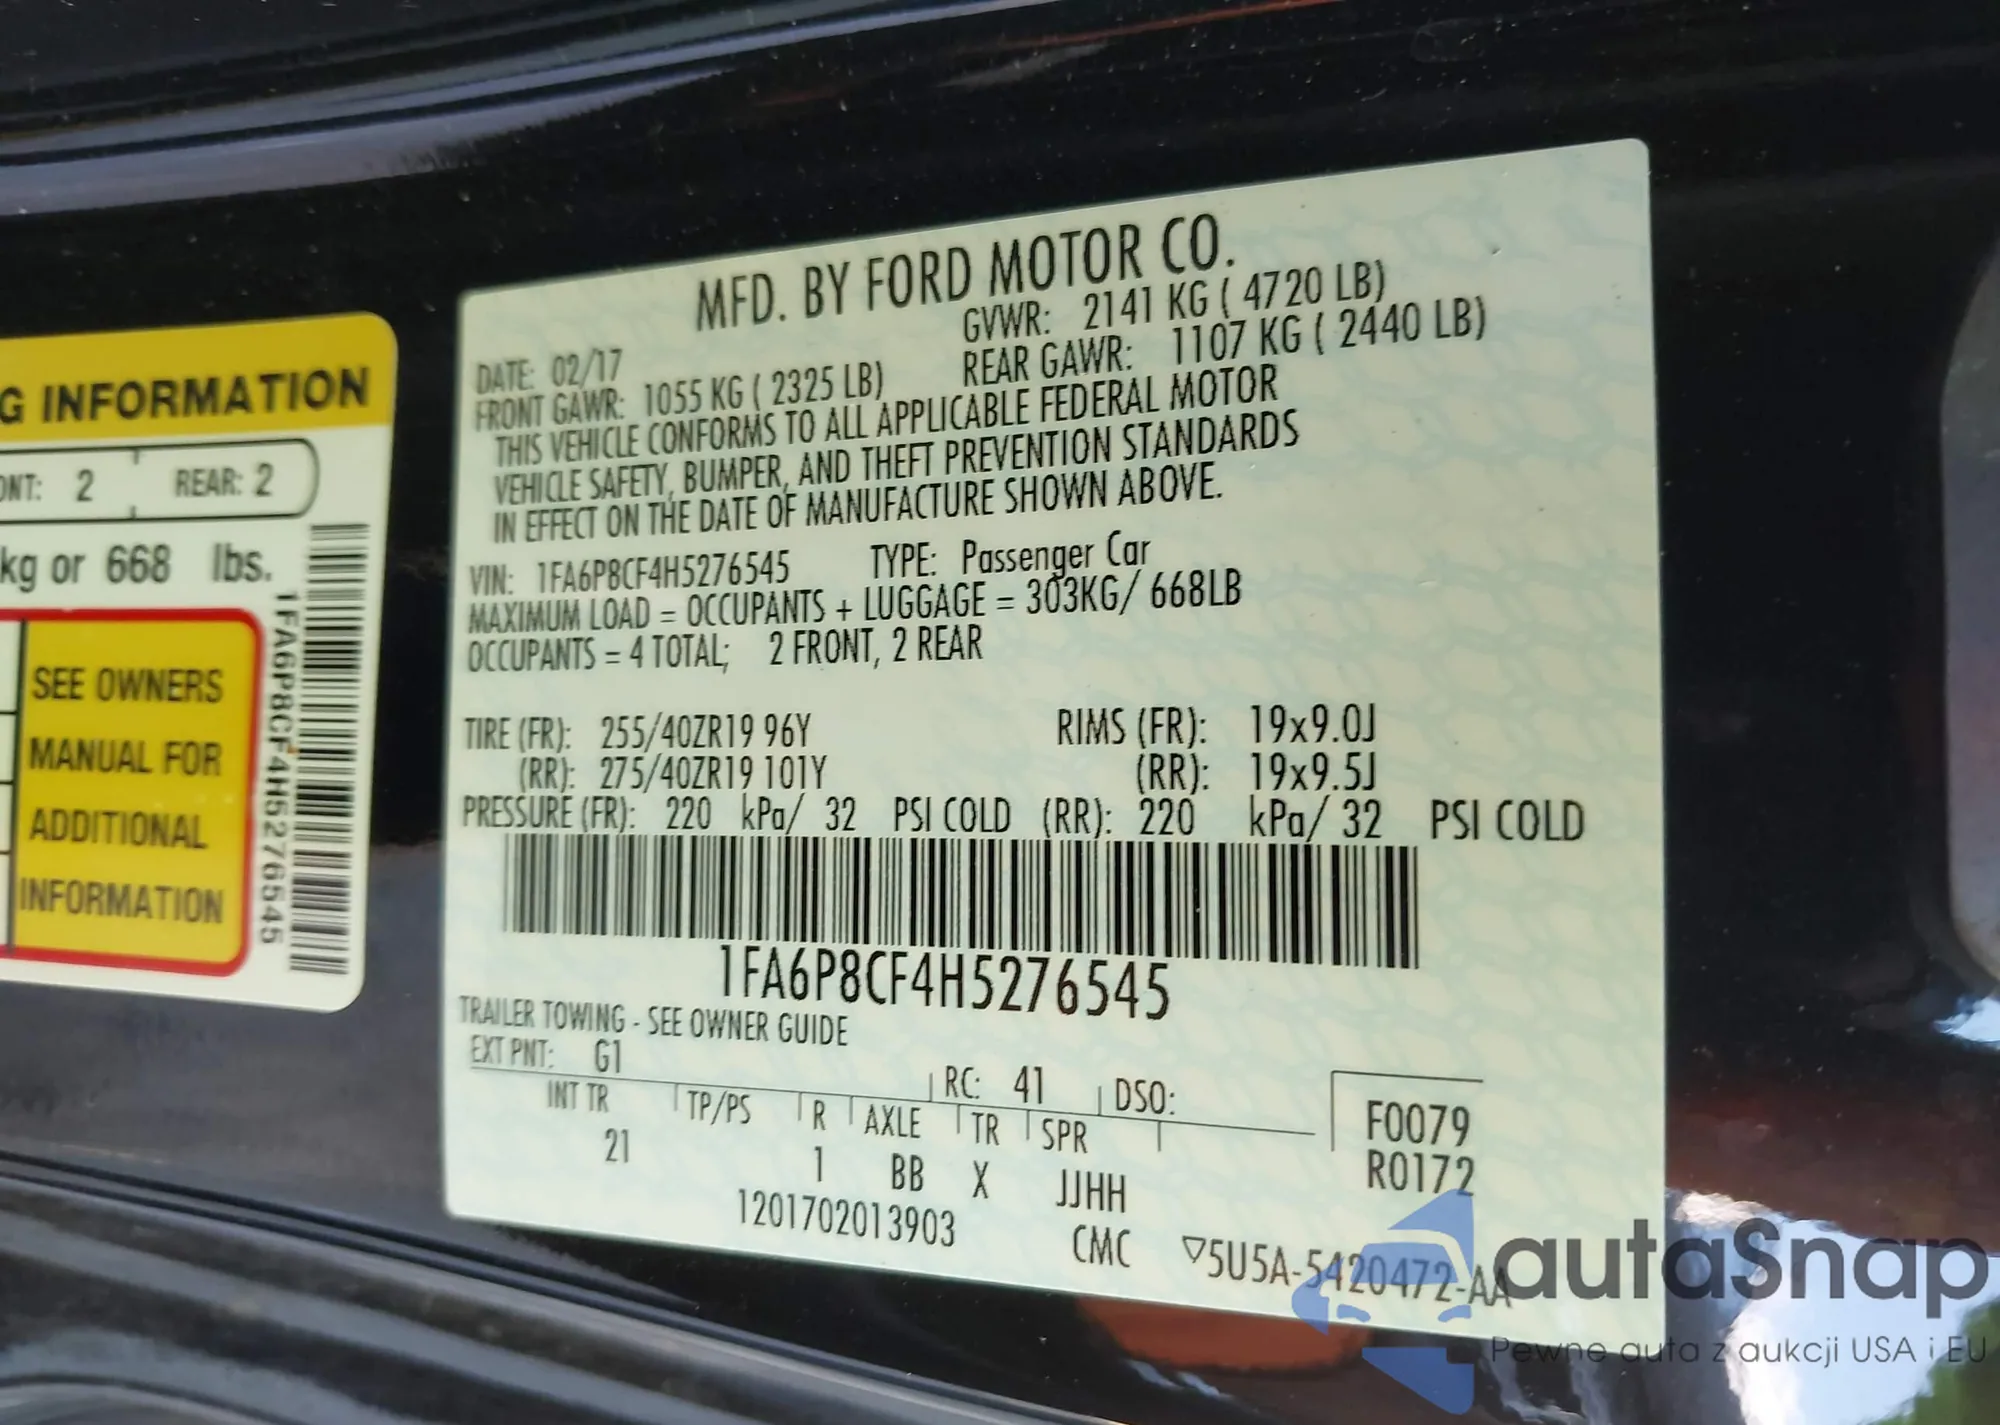 G INFORMATION
ONT: 2 REAR: 2
kg or 668 lbs.
SEE OWNERS
MANUAL FOR
ADDITIONAL
INFORMATION
1FA6P8CF4H5276545
MFD. BY FORD MOTOR CO.
DATE: 02/17 GVWR: 2141 KG ( 4720 LB)
FRONT GAWR: 1055 KG ( 2325 LB) REAR GAWR: 1107 KG ( 2440 LB)
THIS VEHICLE CONFORMS TO ALL APPLICABLE FEDERAL MOTOR
VEHICLE SAFETY, BUMPER, AND THEFT PREVENTION STANDARDS
IN EFFECT ON THE DATE OF MANUFACTURE SHOWN ABOVE.
VIN: 1FA6P8CF4H5276545 TYPE: Passenger Car
MAXIMUM LOAD = OCCUPANTS + LUGGAGE = 303KG/ 668LB
OCCUPANTS = 4 TOTAL; 2 FRONT, 2 REAR
TIRE (FR): 255/40ZR19 96Y RIMS (FR): 19x9.0J
(RR): 275/40ZR19 101Y (RR): 19x9.5J
PRESSURE (FR): 220 kPa/ 32 PSI COLD (RR): 220 kPa/ 32 PSI COLD
1FA6P8CF4H5276545
TRAILER TOWING - SEE OWNER GUIDE
EXT PNT: G1 RC: 41 DSO:
INT TR TP/PS R AXLE TR SPR F0079
21 1 BB X JJHH R0172
1201702013903 CMC ▽5U5A-5420472-AA
autaSnap
Pewne auta z aukcji USA i EU